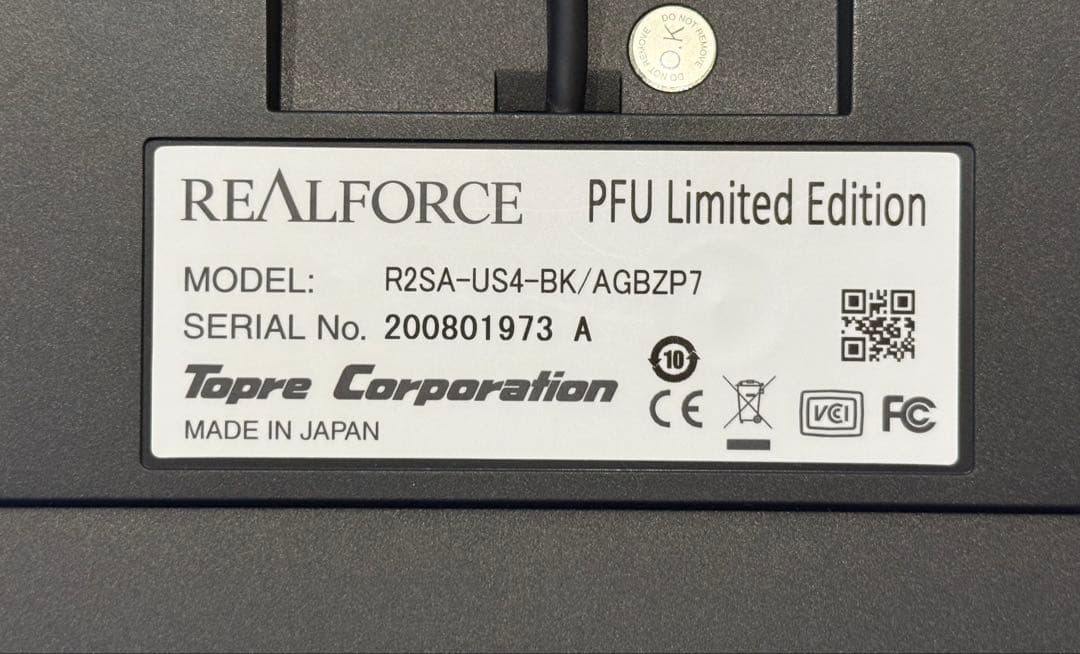 DO NOT REMOVE
O.K
DO NOT REMOVE
REALFORCE PFU Limited Edition
MODEL: R2SA-US4-BK/AGBZP7
SERIAL No. 200801973 A
10
Topre Corporation
CE VCI FC
MADE IN JAPAN